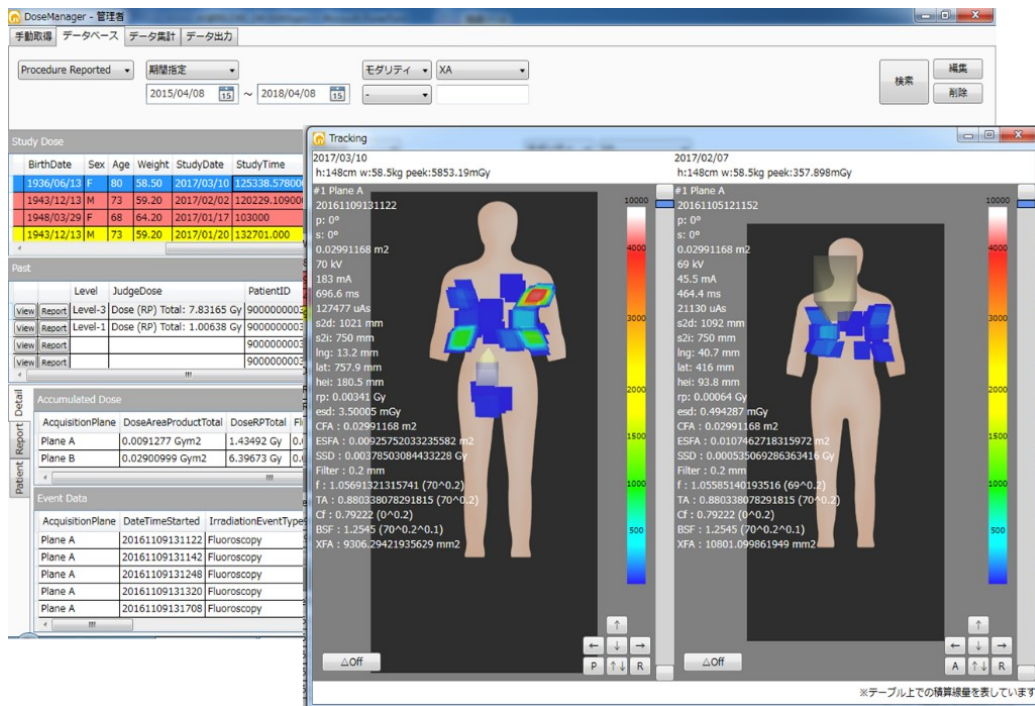 DoseManager - 管理者
手動取得 データベース データ集計 データ出力
Procedure Reported 期間指定 モダリティ XA 検索 編集
2015/04/08 15 ~ 2018/04/08 15 - 削除
Study Dose
BirthDate Sex Age Weight StudyDate StudyTime
1936/06/13 F 80 58.50 2017/03/10 125338.57800
1943/12/13 M 73 59.20 2017/02/02 120229.10900
1948/03/29 F 68 64.20 2017/01/17 103000
1943/12/13 M 73 59.20 2017/01/20 132701.000
Past
Level JudgeDose PatientID
View Report Level-3 Dose (RP) Total: 7.83165 Gy 9000000003
View Report Level-1 Dose (RP) Total: 1.00638 Gy 9000000003
View Report 9000000003
View Report 9000000003
Detail
Report
Patient
Accumulated Dose
AcquisitionPlane DoseAreaProductTotal DoseRPTotal
Plane A 0.0091277 Gym2 1.43492 Gy
Plane B 0.02900999 Gym2 6.39673 Gy
Event Data
AcquisitionPlane DateTimeStarted IrradiationEventType
Plane A 20161109131122 Fluoroscopy
Plane A 20161109131142 Fluoroscopy
Plane A 20161109131248 Fluoroscopy
Plane A 20161109131320 Fluoroscopy
Plane A 20161109131708 Fluoroscopy
Tracking
2017/03/10
h:148cm w:58.5kg peek:5853.19mGy
#1 Plane A
20161109131122
p: 0°
s: 0°
0.02991168 m2
70 kV
183 mA
696.6 ms
127477 uAs
s2d: 1021 mm
s2i: 750 mm
lng: 13.2 mm
lat: 757.9 mm
hei: 180.5 mm
rp: 0.00341 Gy
esd: 3.50005 mGy
CFA : 0.02991168 m2
ESFA : 0.00925752033235582 m2
SSD : 0.00378503084433228 Gy
Filter : 0.2 mm
f : 1.05691321315741 (70^0.2)
TA : 0.880338078291815 (70^0.2)
Cf : 0.79222 (0^0.2)
BSF : 1.2545 (70^0.2^0.1)
XFA : 9306.29421935629 mm2
10000
4000
3000
2000
1500
1000
500
△Off
↑
← ↓ →
P ↑↓ R
2017/02/07
h:148cm w:58.5kg peek:357.898mGy
#1 Plane A
20161105121152
p: 0°
s: 0°
0.02991168 m2
69 kV
45.5 mA
464.4 ms
21130 uAs
s2d: 1092 mm
s2i: 750 mm
lng: 40.7 mm
lat: 416 mm
hei: 93.8 mm
rp: 0.00064 Gy
esd: 0.494287 mGy
CFA : 0.02991168 m2
ESFA : 0.0107462718315972 m2
SSD : 0.000535069286363416 Gy
Filter : 0.2 mm
f : 1.05585140193516 (69^0.2)
TA : 0.880338078291815 (70^0.2)
Cf : 0.79222 (0^0.2)
BSF : 1.2545 (70^0.2^0.1)
XFA : 10801.099861949 mm2
10000
4000
3000
2000
1500
1000
500
△Off
↑
← ↓ →
A ↑↓ R
※テーブル上での積算線量を表しています